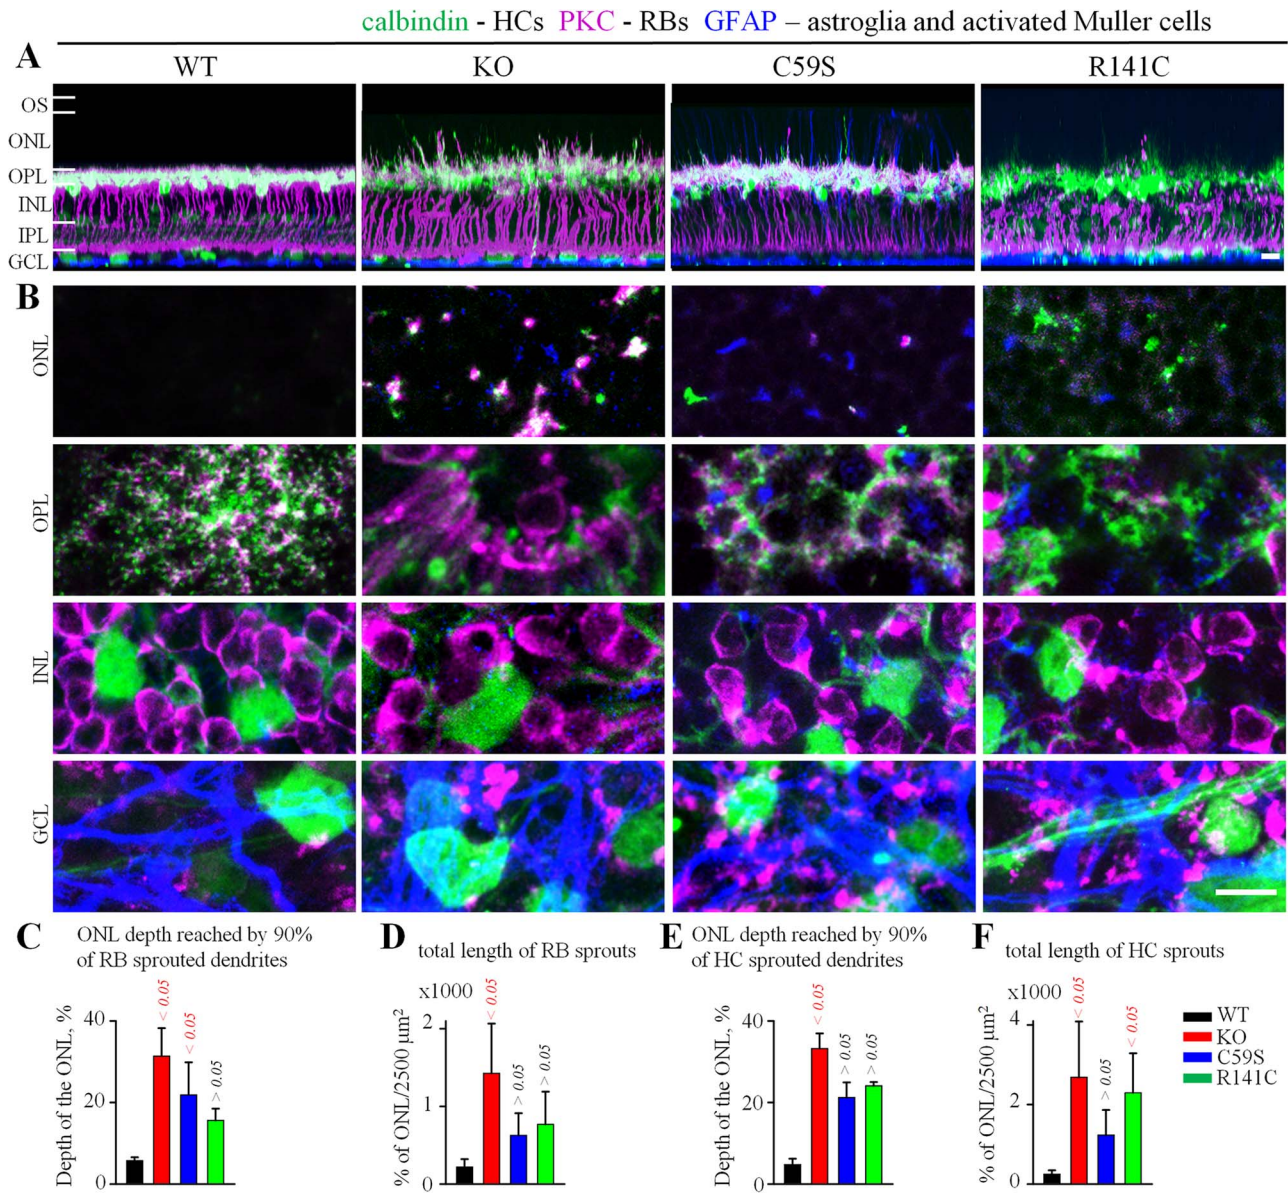 calbindin - HCs PKC - RBs GFAP – astroglia and activated Muller cells
A
WT KO C59S R141C
OS
ONL
OPL
INL
IPL
GCL
B
ONL
OPL
INL
GCL
C
ONL depth reached by 90%
of RB sprouted dendrites
Depth of the ONL, %
40
20
0
< 0.05
< 0.05
> 0.05
D
total length of RB sprouts
x1000
% of ONL/2500 µm²
2
1
0
< 0.05
> 0.05
> 0.05
E
ONL depth reached by 90%
of HC sprouted dendrites
Depth of the ONL, %
40
20
0
< 0.05
> 0.05
> 0.05
F
total length of HC sprouts
x1000
% of ONL/2500 µm²
4
2
0
< 0.05
> 0.05
< 0.05
WT
KO
C59S
R141C